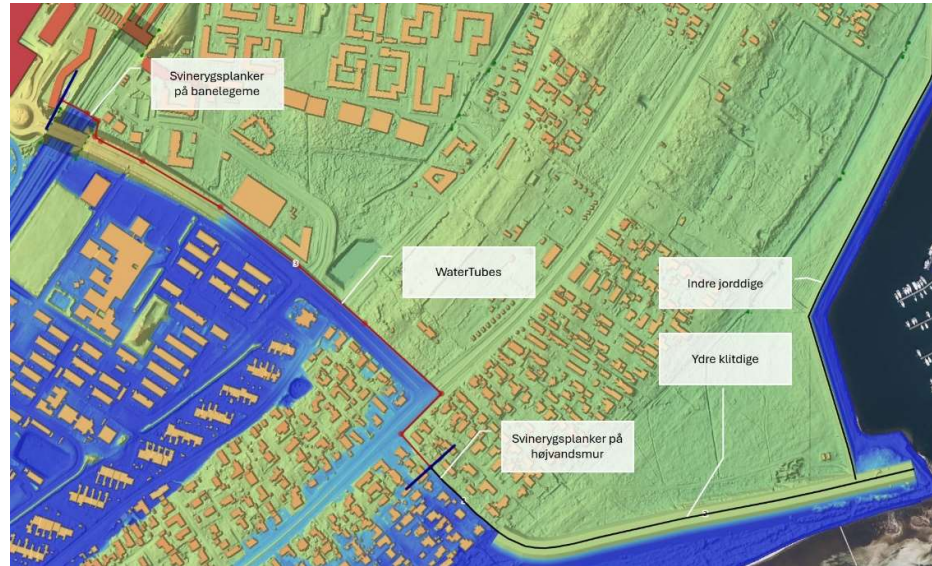 Svinerygsplanker
på banelegeme
WaterTubes
Indre jorddige
Ydre klitdige
Svinerygsplanker på
højvandsmur